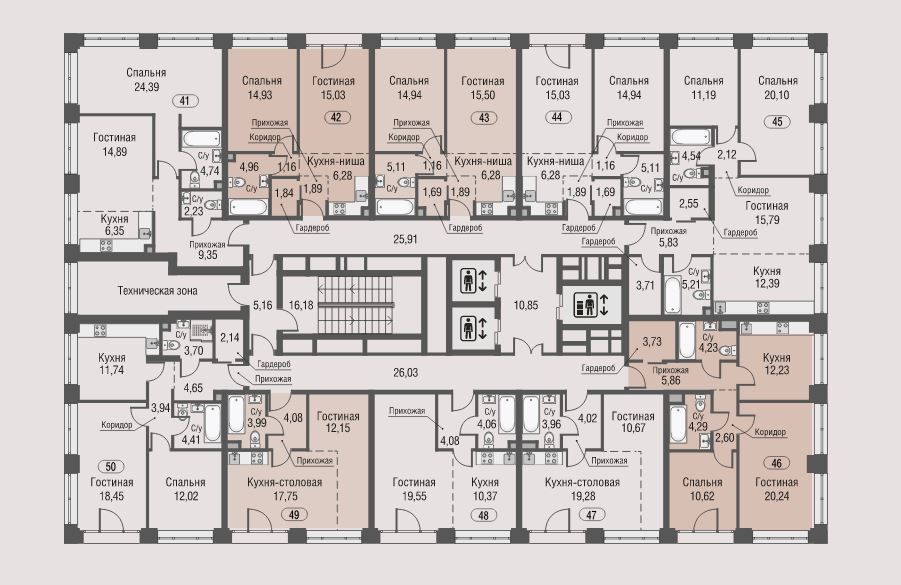 Спальня
24,39
41
Гостиная
14,89
С/у
4,74
С/у
2,23
Кухня
6,35
Прихожая
9,35
Спальня
14,93
Гостиная
15,03
42
Прихожая
Коридор
4,96
С/у
1,16
Кухня-ниша
6,28
1,84
1,89
Гардероб
Спальня
14,94
Гостиная
15,50
43
Прихожая
Коридор
5,11
С/у
1,16
Кухня-ниша
6,28
1,69
1,89
Гардероб
Гостиная
15,03
44
Спальня
14,94
Прихожая
Коридор
Кухня-ниша
6,28
1,16
5,11
С/у
1,89
1,69
Гардероб
Спальня
11,19
Спальня
20,10
45
С/у
4,54
2,12
Коридор
2,55
Гостиная
15,79
Гардероб
Гардероб
Прихожая
5,83
3,71
С/у
5,21
Кухня
12,39
25,91
Техническая зона
5,16
16,18
10,85
26,03
Кухня
11,74
С/у
3,70
2,14
Гардероб
Прихожая
4,65
3,94
Коридор
С/у
4,41
50
Гостиная
18,45
12,02
С/у
3,99
4,08
Гостиная
12,15
Прихожая
Кухня-столовая
17,75
49
Прихожая
4,08
С/у
4,06
Гостиная
19,55
Кухня
10,37
48
С/у
3,96
4,02
Гостиная
10,67
Прихожая
Кухня-столовая
19,28
47
3,73
Гардероб
Прихожая
5,86
С/у
4,23
Кухня
12,23
С/у
4,29
2,60
Коридор
Спальня
10,62
46
Гостиная
20,24